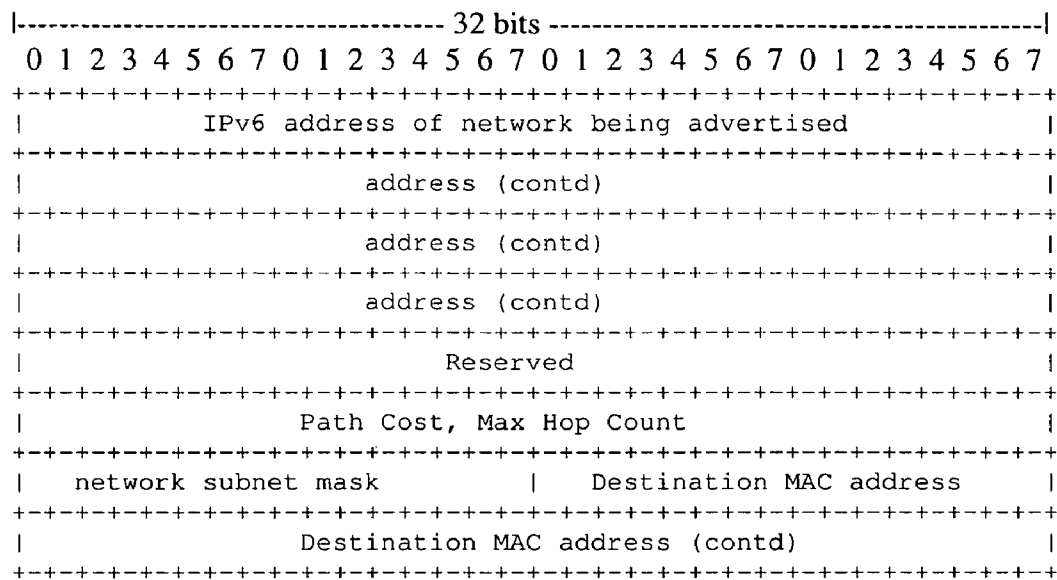 |---------------------------------------- 32 bits ----------------------------------------------|
0 1 2 3 4 5 6 7 0 1 2 3 4 5 6 7 0 1 2 3 4 5 6 7 0 1 2 3 4 5 6 7
+-+-+-+-+-+-+-+-+-+-+-+-+-+-+-+-+-+-+-+-+-+-+-+-+-+-+-+-+-+-+-+-+
| IPv6 address of network being advertised |
+-+-+-+-+-+-+-+-+-+-+-+-+-+-+-+-+-+-+-+-+-+-+-+-+-+-+-+-+-+-+-+-+
| address (contd) |
+-+-+-+-+-+-+-+-+-+-+-+-+-+-+-+-+-+-+-+-+-+-+-+-+-+-+-+-+-+-+-+-+
| address (contd) |
+-+-+-+-+-+-+-+-+-+-+-+-+-+-+-+-+-+-+-+-+-+-+-+-+-+-+-+-+-+-+-+-+
| address (contd) |
+-+-+-+-+-+-+-+-+-+-+-+-+-+-+-+-+-+-+-+-+-+-+-+-+-+-+-+-+-+-+-+-+
| Reserved |
+-+-+-+-+-+-+-+-+-+-+-+-+-+-+-+-+-+-+-+-+-+-+-+-+-+-+-+-+-+-+-+-+
| Path Cost, Max Hop Count |
+-+-+-+-+-+-+-+-+-+-+-+-+-+-+-+-+-+-+-+-+-+-+-+-+-+-+-+-+-+-+-+-+
| network subnet mask | Destination MAC address |
+-+-+-+-+-+-+-+-+-+-+-+-+-+-+-+-+-+-+-+-+-+-+-+-+-+-+-+-+-+-+-+-+
| Destination MAC address (contd) |
+-+-+-+-+-+-+-+-+-+-+-+-+-+-+-+-+-+-+-+-+-+-+-+-+-+-+-+-+-+-+-+-+